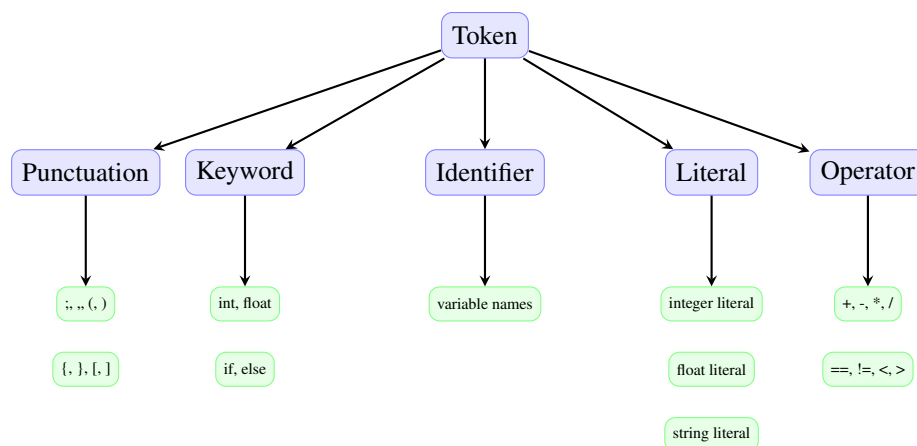 Token
Punctuation
Keyword
Identifier
Literal
Operator
;, ,, (, )
int, float
variable names
integer literal
+, -, *, /
{, }, [, ]
if, else
float literal
==, !=, <, >
string literal